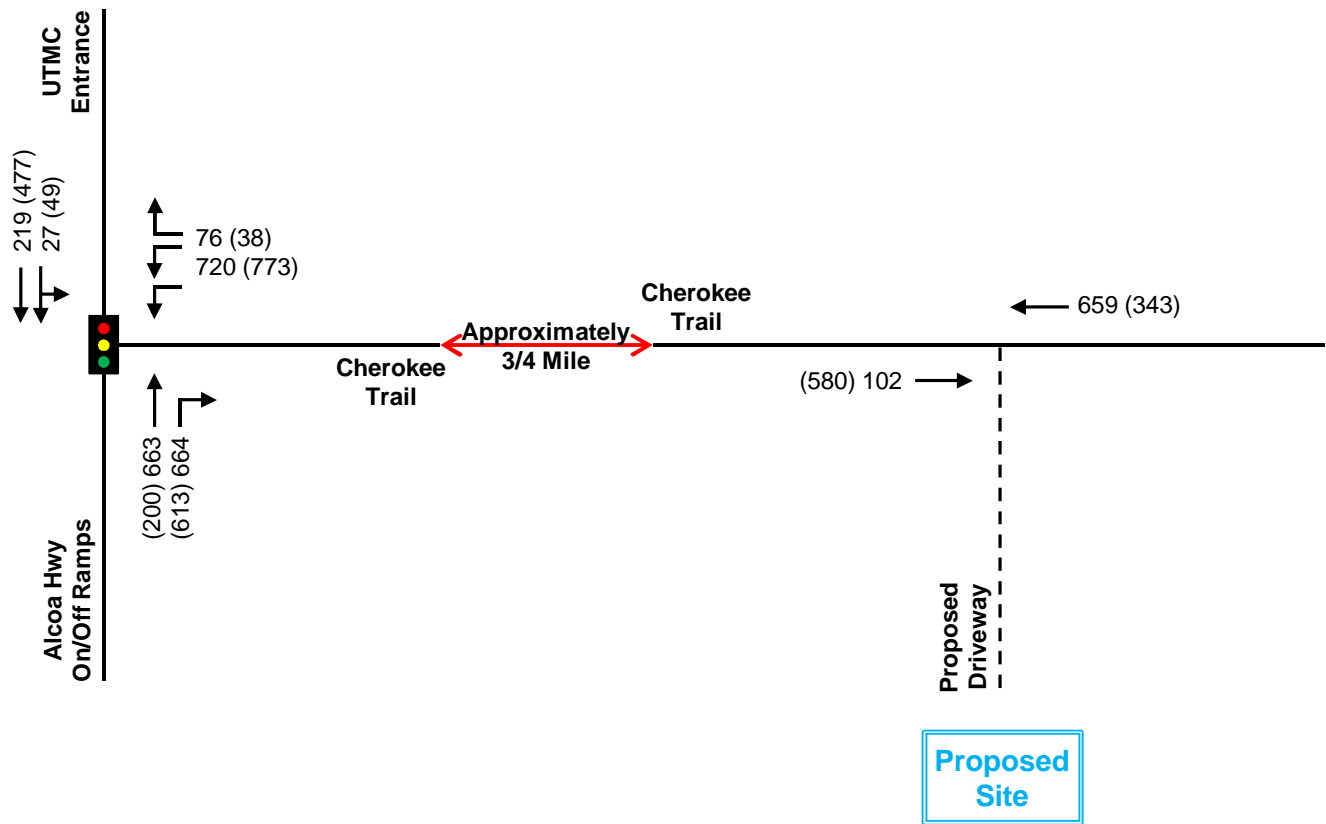 UTMC
Entrance
219 (477)
27 (49)
76 (38)
720 (773)
Cherokee
Trail
659 (343)
Approximately
3/4 Mile
Cherokee
Trail
(580) 102
(200) 663
(613) 664
Alcoa Hwy
On/Off Ramps
Proposed
Driveway
Proposed
Site